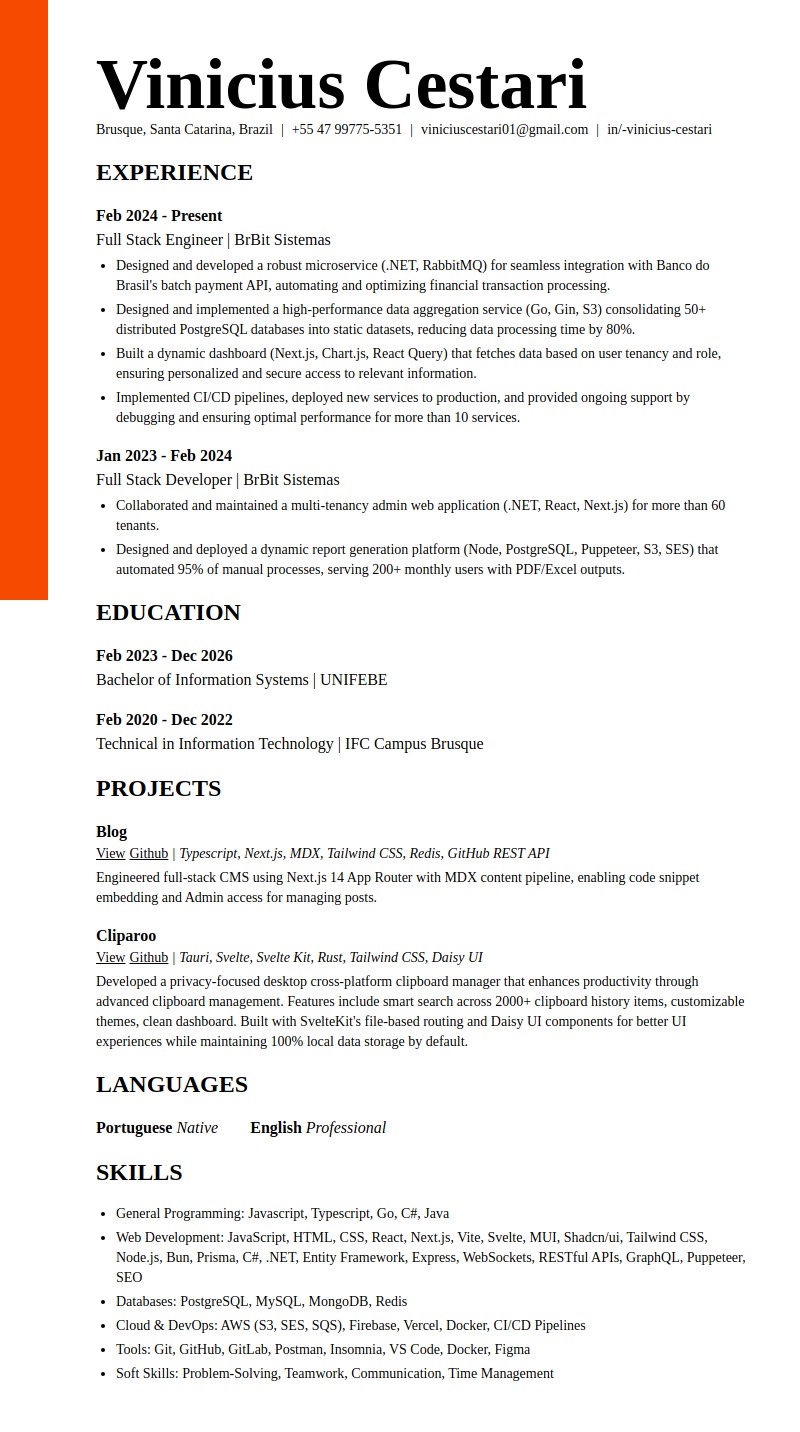 Vinicius Cestari
Brusque, Santa Catarina, Brazil | +55 47 99775-5351 | viniciuscestari01@gmail.com | in/-vinicius-cestari
EXPERIENCE
Feb 2024 - Present
Full Stack Engineer | BrBit Sistemas
• Designed and developed a robust microservice (.NET, RabbitMQ) for seamless integration with Banco do
Brasil's batch payment API, automating and optimizing financial transaction processing.
• Designed and implemented a high-performance data aggregation service (Go, Gin, S3) consolidating 50+
distributed PostgreSQL databases into static datasets, reducing data processing time by 80%.
• Built a dynamic dashboard (Next.js, Chart.js, React Query) that fetches data based on user tenancy and role,
ensuring personalized and secure access to relevant information.
• Implemented CI/CD pipelines, deployed new services to production, and provided ongoing support by
debugging and ensuring optimal performance for more than 10 services.
Jan 2023 - Feb 2024
Full Stack Developer | BrBit Sistemas
• Collaborated and maintained a multi-tenancy admin web application (.NET, React, Next.js) for more than 60
tenants.
• Designed and deployed a dynamic report generation platform (Node, PostgreSQL, Puppeteer, S3, SES) that
automated 95% of manual processes, serving 200+ monthly users with PDF/Excel outputs.
EDUCATION
Feb 2023 - Dec 2026
Bachelor of Information Systems | UNIFEBE
Feb 2020 - Dec 2022
Technical in Information Technology | IFC Campus Brusque
PROJECTS
Blog
View Github | Typescript, Next.js, MDX, Tailwind CSS, Redis, GitHub REST API
Engineered full-stack CMS using Next.js 14 App Router with MDX content pipeline, enabling code snippet
embedding and Admin access for managing posts.
Cliparoo
View Github | Tauri, Svelte, Svelte Kit, Rust, Tailwind CSS, Daisy UI
Developed a privacy-focused desktop cross-platform clipboard manager that enhances productivity through
advanced clipboard management. Features include smart search across 2000+ clipboard history items, customizable
themes, clean dashboard. Built with SvelteKit's file-based routing and Daisy UI components for better UI
experiences while maintaining 100% local data storage by default.
LANGUAGES
Portuguese Native English Professional
SKILLS
• General Programming: Javascript, Typescript, Go, C#, Java
• Web Development: JavaScript, HTML, CSS, React, Next.js, Vite, Svelte, MUI, Shadcn/ui, Tailwind CSS,
Node.js, Bun, Prisma, C#, .NET, Entity Framework, Express, WebSockets, RESTful APIs, GraphQL, Puppeteer,
SEO
• Databases: PostgreSQL, MySQL, MongoDB, Redis
• Cloud & DevOps: AWS (S3, SES, SQS), Firebase, Vercel, Docker, CI/CD Pipelines
• Tools: Git, GitHub, GitLab, Postman, Insomnia, VS Code, Docker, Figma
• Soft Skills: Problem-Solving, Teamwork, Communication, Time Management